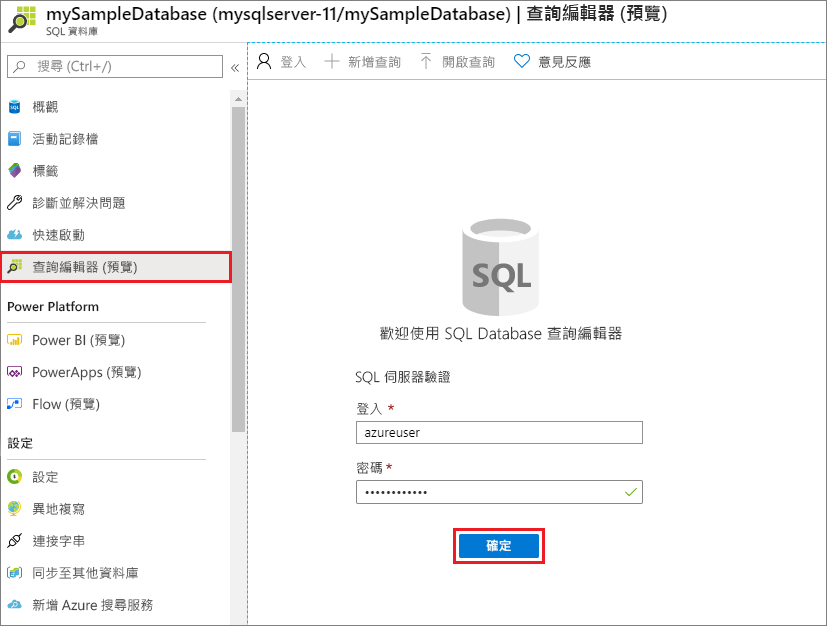 mySampleDatabase (mysqlserver-11/mySampleDatabase) | 查詢編輯器 (預覽)
SQL 資料庫
搜尋 (Ctrl+/)
«
登入
新增查詢
開啟查詢
意見反應
概觀
活動記錄檔
標籤
診斷並解決問題
快速啟動
查詢編輯器 (預覽)
Power Platform
Power BI (預覽)
PowerApps (預覽)
Flow (預覽)
設定
設定
異地複寫
連接字串
同步至其他資料庫
新增 Azure 搜尋服務
SQL
歡迎使用 SQL Database 查詢編輯器
SQL 伺服器驗證
登入 *
azureuser
密碼 *
••••••••••••
確定